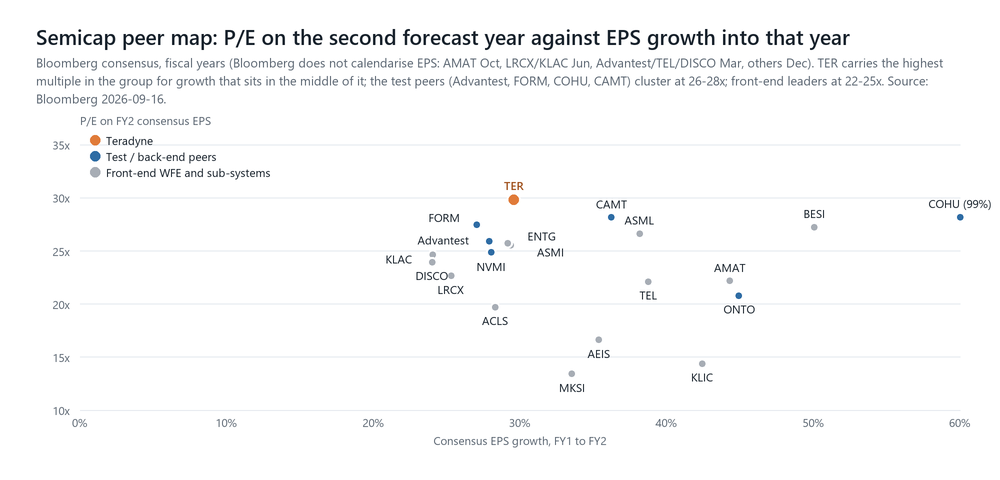 Semicap peer map: P/E on the second forecast year against EPS growth into that year
Bloomberg consensus, fiscal years (Bloomberg does not calendarise EPS: AMAT Oct, LRCX/KLAC Jun, Advantest/TEL/DISCO Mar, others Dec). TER carries the highest
multiple in the group for growth that sits in the middle of it; the test peers (Advantest, FORM, COHU, CAMT) cluster at 26-28x; front-end leaders at 22-25x. Source:
Bloomberg 2026-09-16.
P/E on FY2 consensus EPS
35x
Teradyne
Test / back-end peers
Front-end WFE and sub-systems
30x
TER
CAMT
COHU (99%)
FORM
ASML
BESI
Advantest
ENTG
25x
ASMI
KLAC
NVMI
AMAT
DISCO
LRCX
TEL
20x
ONTO
ACLS
15x
AEIS
KLIC
MKSI
10x
0%
10%
20%
30%
40%
50%
60%
Consensus EPS growth, FY1 to FY2